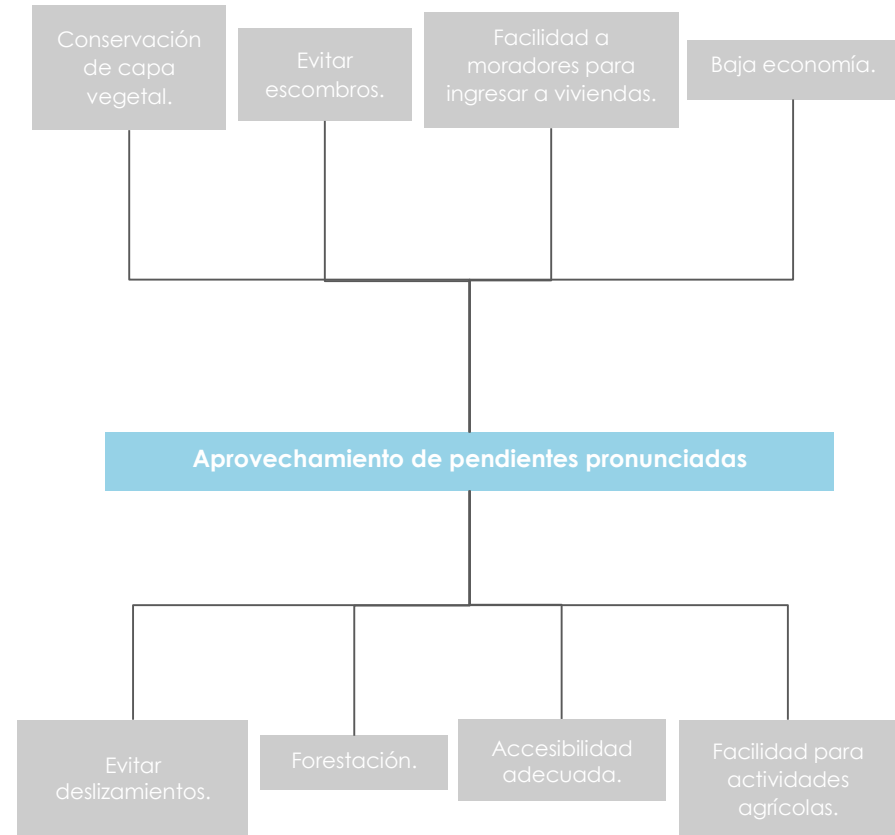 Conservación
de capa
vegetal.
Evitar
escombros.
Facilidad a
moradores para
ingresar a viviendas.
Baja economía.
Aprovechamiento de pendientes pronunciadas
Evitar
deslizamientos.
Forestación.
Accesibilidad
adecuada.
Facilidad para
actividades
agrícolas.